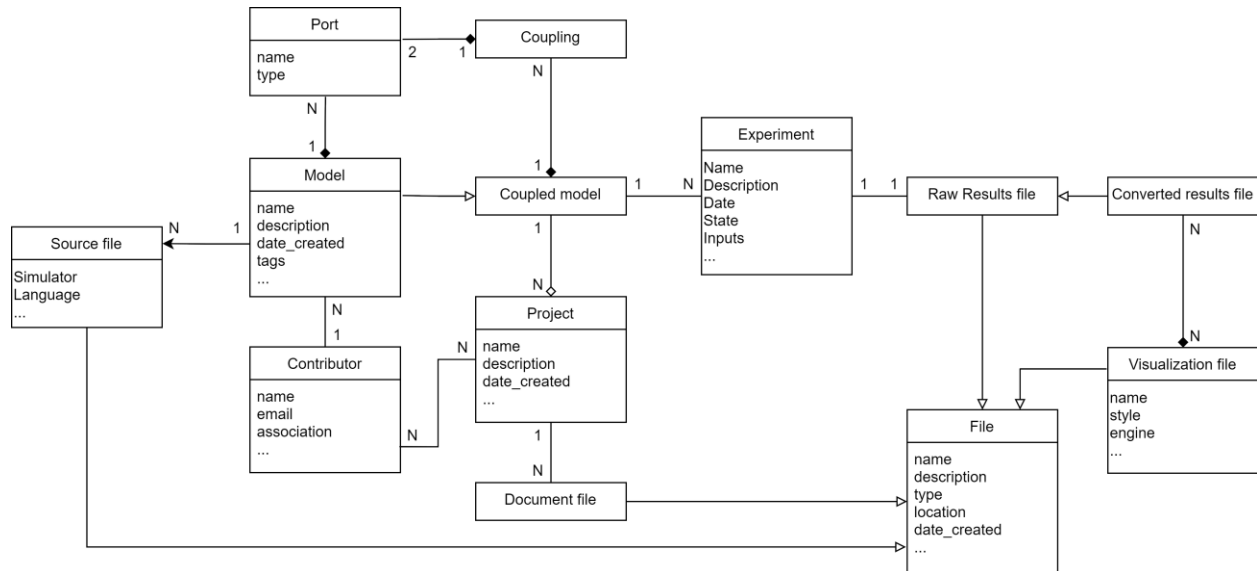 Port
name
type
2
1
Coupling
N
N
1
1
Model
name
description
date_created
tags
...
Coupled model
1
N
Experiment
Name
Description
Date
State
Inputs
...
1
1
Raw Results file
Converted results file
N
N
1
Source file
Simulator
Language
...
1
N
Project
name
description
date_created
...
N
1
Contributor
name
email
association
...
N
N
1
N
Document file
N
Visualization file
name
style
engine
...
File
name
description
type
location
date_created
...